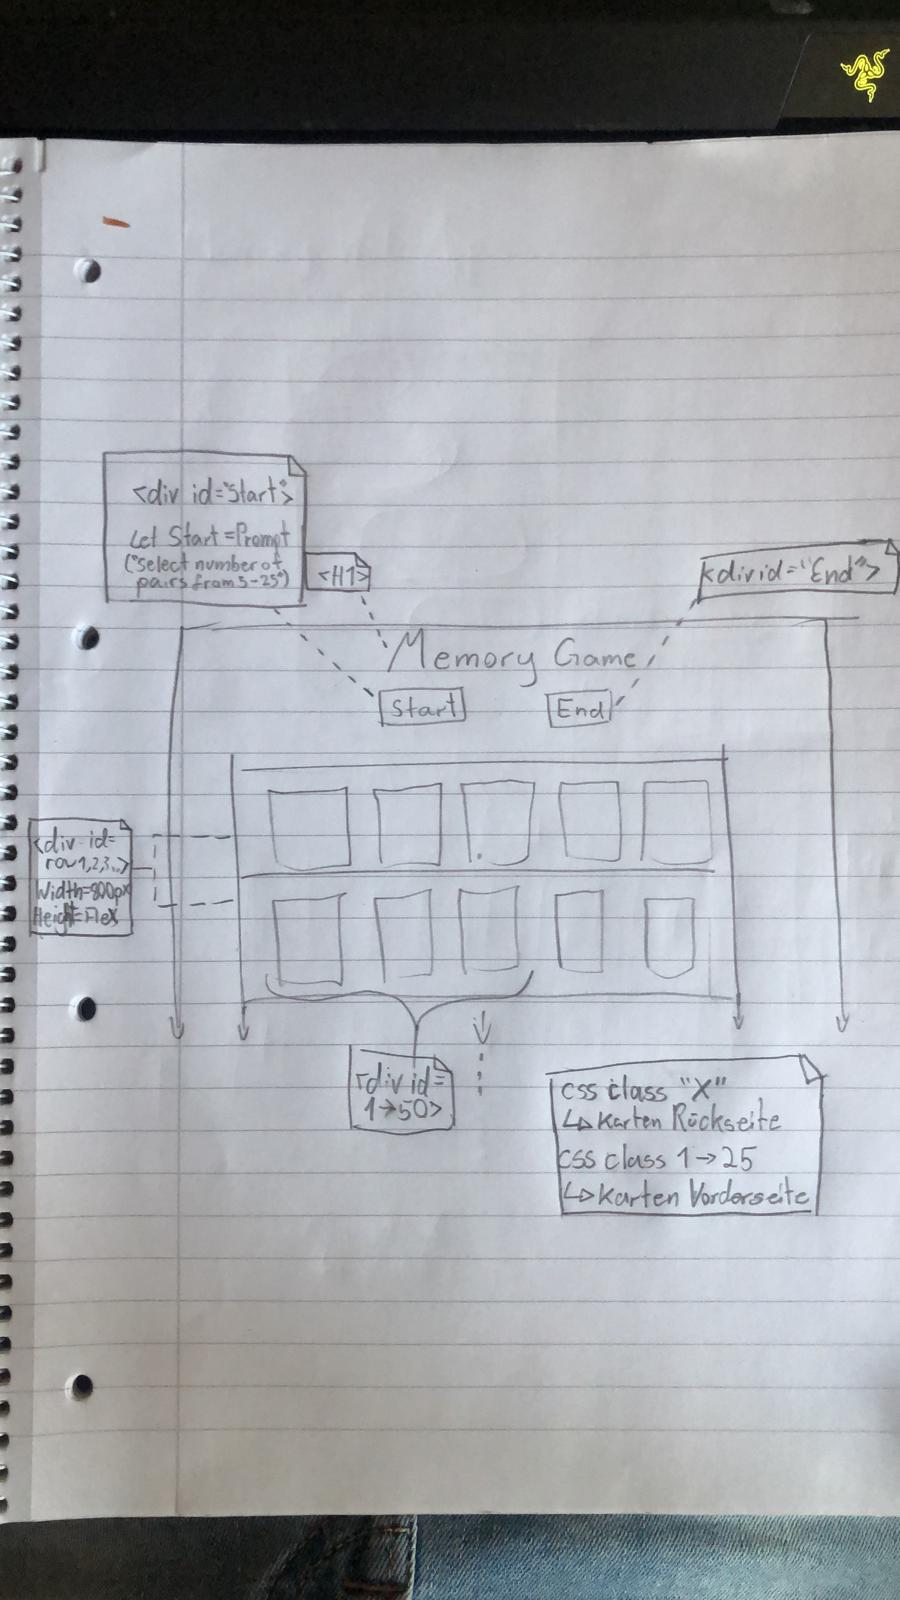 <div id="Start">
Let Start=Prompt
("select number of
pairs from 5-25")
<H1>
<div id="End">
Memory Game
Start
End
<div id=
row1,2,3..>
Width=800px
Height=Flex
<div id=
1→50>
css class "X"
↳ Karten Rückseite
css class 1→25
↳ Karten Vorderseite